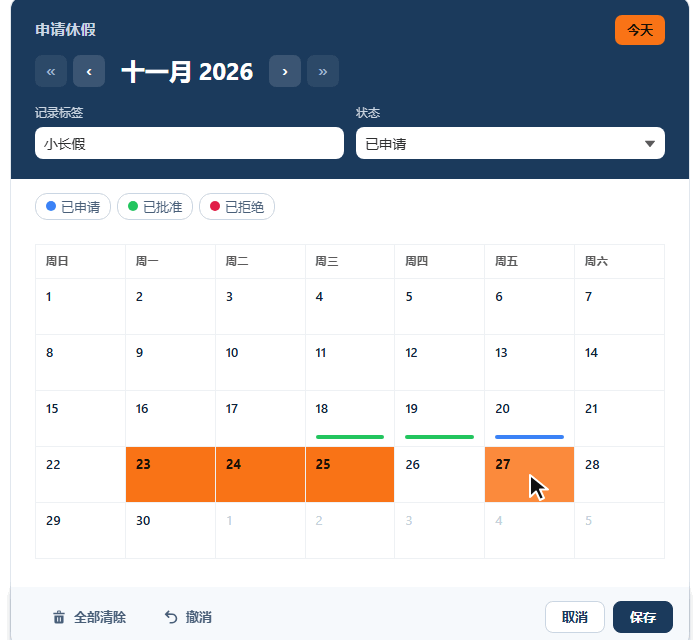 申请休假
今天
« ‹ 十一月 2026 › »
记录标签 状态
小长假 已申请
已申请 已批准 已拒绝
周日 周一 周二 周三 周四 周五 周六
1 2 3 4 5 6 7
8 9 10 11 12 13 14
15 16 17 18 19 20 21
22 23 24 25 26 27 28
29 30 1 2 3 4 5
全部清除 撤消 取消 保存